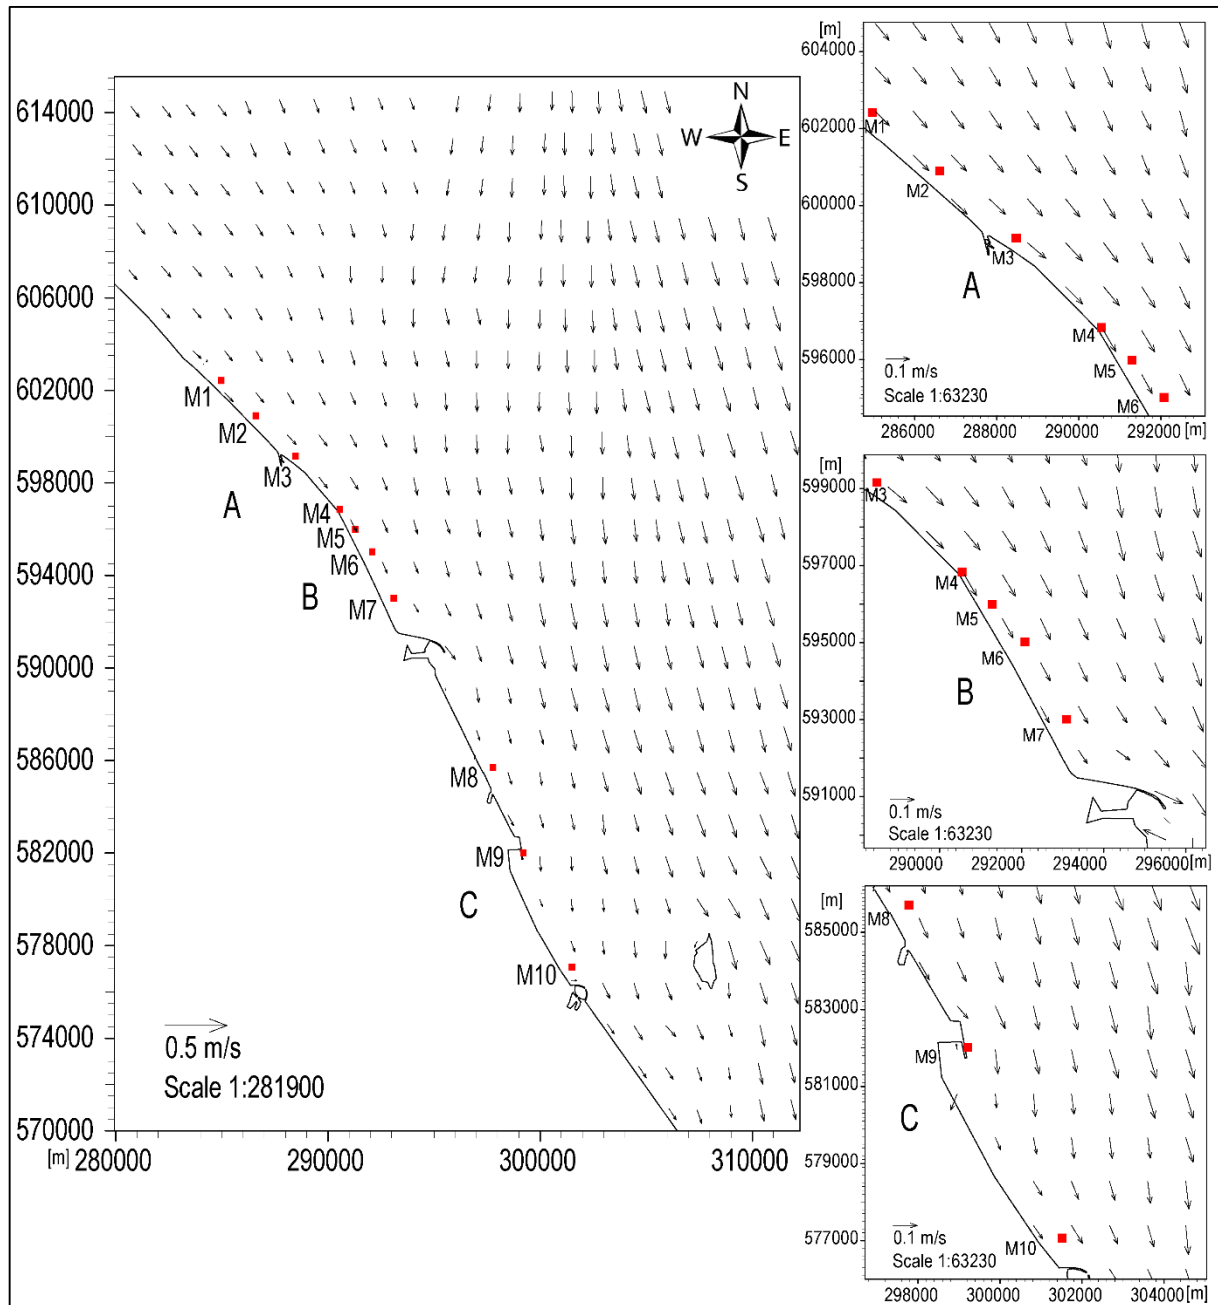 614000
610000
606000
602000
598000
594000
590000
586000
582000
578000
574000
570000
[m]
280000
290000
300000
310000
N
W
E
S
M1
M2
M3
A
M4
M5
M6
B
M7
M8
M9
C
M10
0.5 m/s
Scale 1:281900
[m]
604000
602000
600000
598000
596000
M1
M2
M3
A
M4
M5
M6
0.1 m/s
Scale 1:63230
286000
288000
290000
292000
[m]
[m]
599000
597000
595000
593000
591000
M3
M4
M5
M6
B
M7
0.1 m/s
Scale 1:63230
290000
292000
294000
296000
[m]
[m]
585000
583000
581000
579000
577000
M8
M9
C
M10
0.1 m/s
Scale 1:63230
298000
300000
302000
304000
[m]